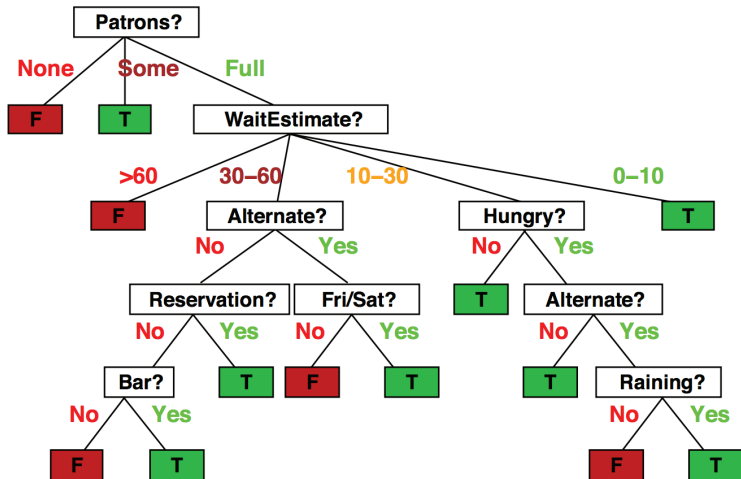 Patrons?
None Some Full
F T WaitEstimate?
>60 30–60 10–30 0–10
F Alternate? Hungry? T
No Yes No Yes
Reservation? Fri/Sat? T Alternate?
No Yes No Yes No Yes
Bar? T F T T Raining?
No Yes No Yes
F T F T